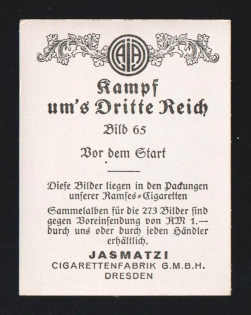 AJA
Kampf
um's Dritte Reich
Bild 65
Vor dem Start
Diese Bilder liegen in den Packungen
unserer Ramses=Cigaretten
Sammelalben für die 273 Bilder sind
gegen Voreinsendung von RM 1.—
durch uns oder durch jeden Händler
erhältlich.
JASMATZI
CIGARETTENFABRIK G.M.B.H.
DRESDEN